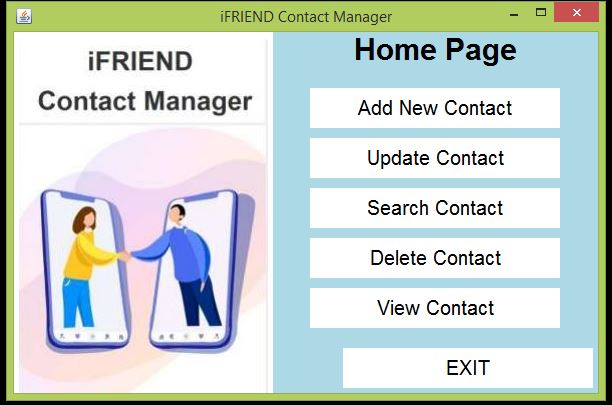 iFRIEND Contact Manager
iFRIEND
Contact Manager
Home Page
Add New Contact
Update Contact
Search Contact
Delete Contact
View Contact
EXIT